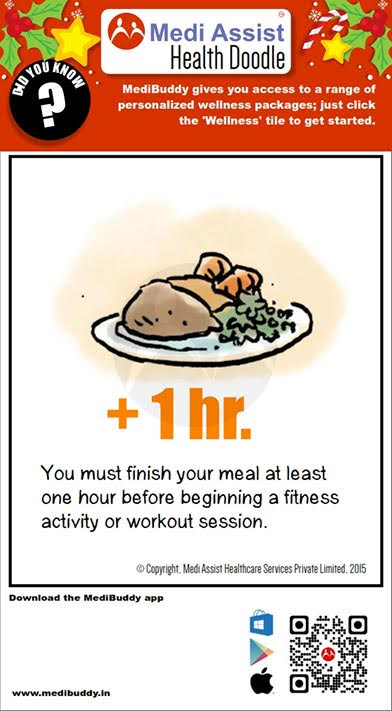 Medi Assist
Health Doodle
DID YOU KNOW
?
MediBuddy gives you access to a range of
personalized wellness packages; just click
the 'Wellness' tile to get started.
+ 1 hr.
You must finish your meal at least
one hour before beginning a fitness
activity or workout session.
© Copyright, Medi Assist Healthcare Services Private Limited, 2015
Download the MediBuddy app
www.medibuddy.in